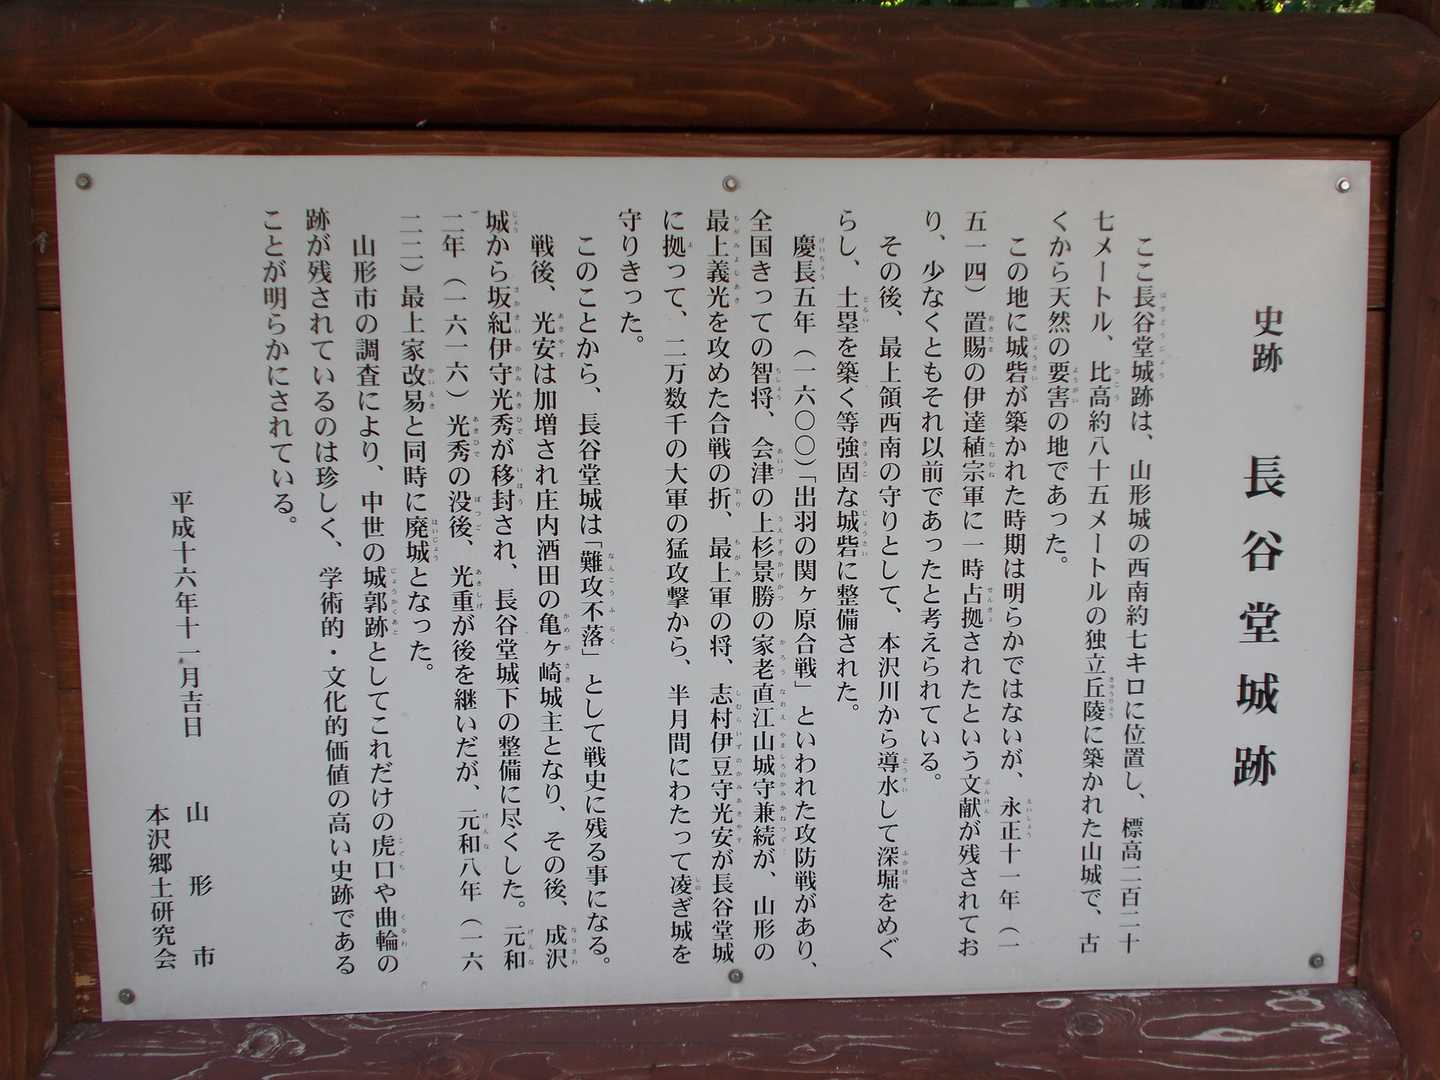 史跡　長谷堂城跡
ここ長谷堂城跡は、山形城の西南約七キロに位置し、標高二百二十
七メートル、比高約八十五メートルの独立丘陵に築かれた山城で、古
くから天然の要害の地であった。
この地に城砦が築かれた時期は明らかではないが、永正十一年（一
五一四）置賜の伊達稙宗軍に一時占拠されたという文献が残されてお
り、少なくともそれ以前であったと考えられている。
その後、最上領西南の守りとして、本沢川から導水して深堀をめぐ
らし、土塁を築く等強固な城砦に整備された。
慶長五年（一六〇〇）「出羽の関ヶ原合戦」といわれた攻防戦があり、
全国きっての智将、会津の上杉景勝の家老直江山城守兼続が、山形の
最上義光を攻めた合戦の折、最上軍の将、志村伊豆守光安が長谷堂城
に拠って、二万数千の大軍の猛攻撃から、半月間にわたって凌ぎ城を
守りきった。
このことから、長谷堂城は「難攻不落」として戦史に残る事になる。
戦後、光安は加増され庄内酒田の亀ヶ崎城主となり、その後、成沢
城から坂紀伊守光秀が移封され、長谷堂城下の整備に尽くした。元和
二年（一六一六）光秀の没後、光重が後を継いだが、元和八年（一六
二二）最上家改易と同時に廃城となった。
山形市の調査により、中世の城郭跡としてこれだけの虎口や曲輪の
跡が残されているのは珍しく、学術的・文化的価値の高い史跡である
ことが明らかにされている。
平成十六年十一月吉日　山形市
本沢郷土研究会